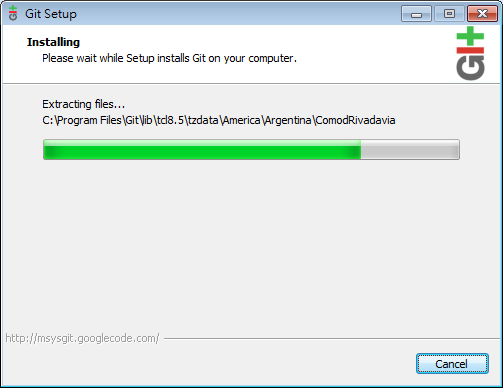 Git Setup
Installing
Please wait while Setup installs Git on your computer.
Git
Extracting files...
C:\Program Files\Git\lib\tcl8.5\tzdata\America\Argentina\ComodRivadavia
http://msysgit.googlecode.com/
Cancel